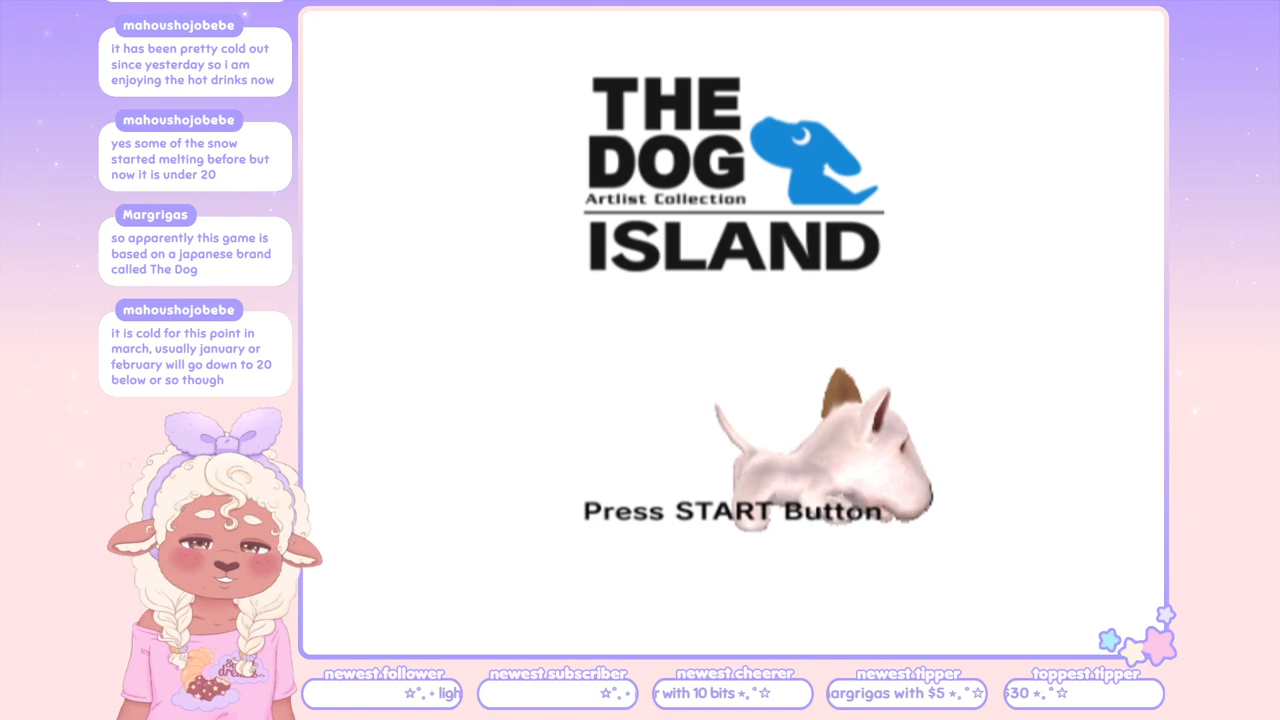 mahoushojobebe
it has been pretty cold out
since yesterday so i am
enjoying the hot drinks now
mahoushojobebe
yes some of the snow
started melting before but
now it is under 20
Margrigas
so apparently this game is
based on a japanese brand
called The Dog
mahoushojobebe
it is cold for this point in
march, usually january or
february will go down to 20
below or so though
THE
DOG
Artlist Collection
ISLAND
Press START Button
newest follower
newest subscriber
newest cheerer
newest tipper
toppest tipper
☆°｡⋆ ligh
☆°｡⋆
r with 10 bits ⋆｡°☆
argrigas with $5 ⋆｡°☆
$30 ⋆｡°☆